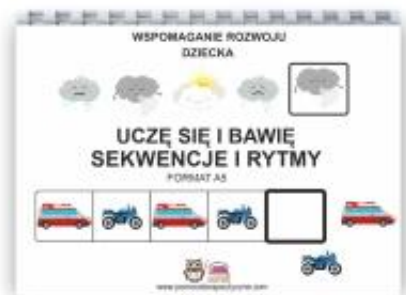 WSPOMAGANIE ROZWOJU
DZIECKA
UCZĘ SIĘ I BAWIĘ
SEKWENCJE I RYTMY
FORMAT A5